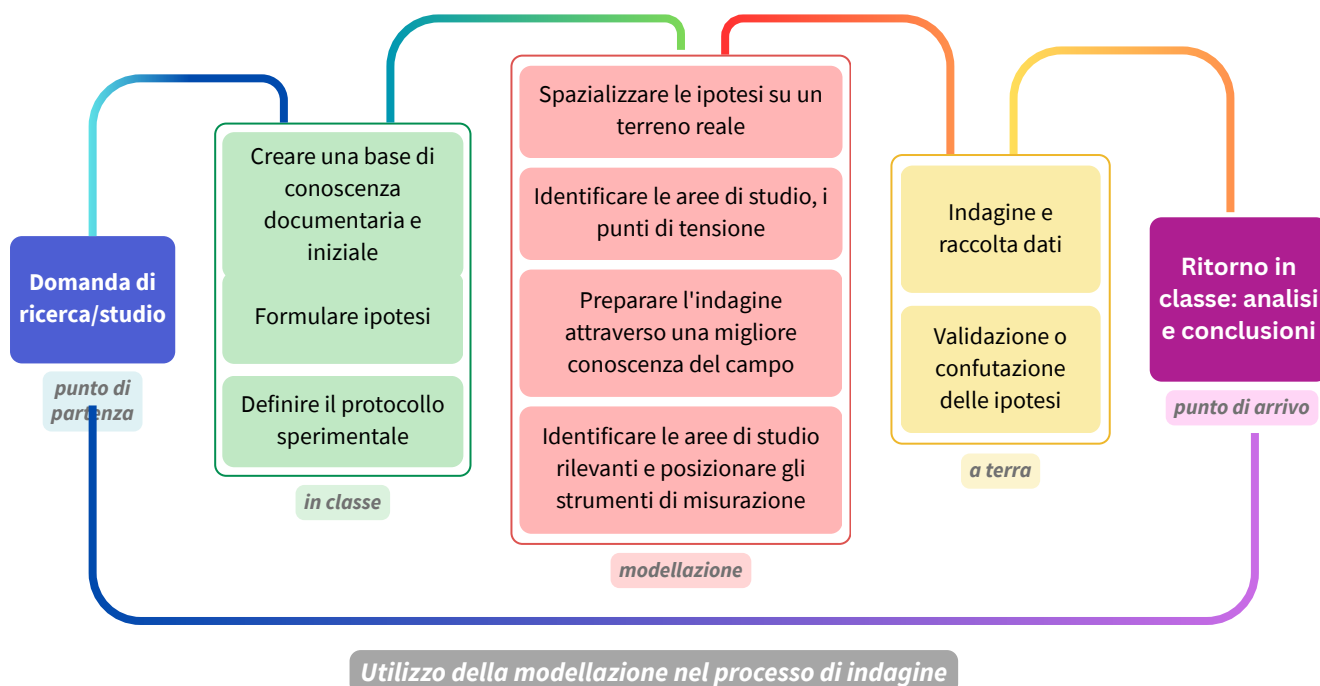 Domanda di
ricerca/studio
punto di
partenza
Creare una base di
conoscenza
documentaria e
iniziale
Formulare ipotesi
Definire il protocollo
sperimentale
in classe
Spazializzare le ipotesi su un
terreno reale
Identificare le aree di studio, i
punti di tensione
Preparare l'indagine
attraverso una migliore
conoscenza del campo
Identificare le aree di studio
rilevanti e posizionare gli
strumenti di misurazione
modellazione
Indagine e
raccolta dati
Validazione o
confutazione
delle ipotesi
a terra
Ritorno in
classe: analisi
e conclusioni
punto di arrivo
Utilizzo della modellazione nel processo di indagine